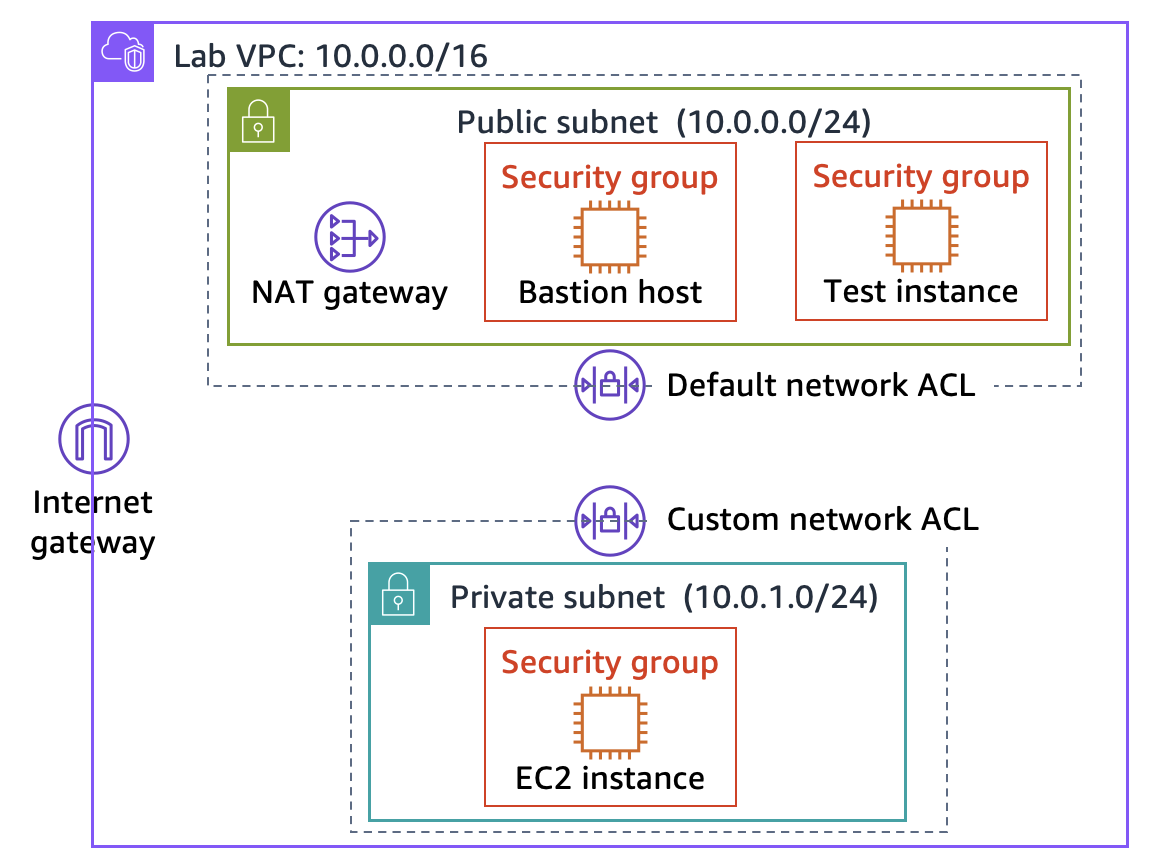 Lab VPC: 10.0.0.0/16
Public subnet (10.0.0.0/24)
Security group
Security group
NAT gateway
Bastion host
Test instance
Default network ACL
Internet
gateway
Custom network ACL
Private subnet (10.0.1.0/24)
Security group
EC2 instance